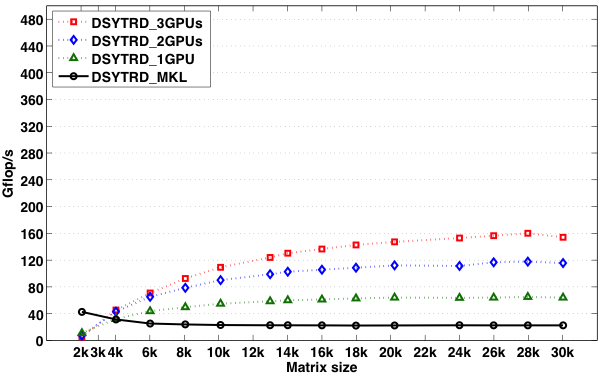 DSYTRD_3GPUs
DSYTRD_2GPUs
DSYTRD_1GPU
DSYTRD_MKL
Gflop/s
480
440
400
360
320
280
240
200
160
120
80
40
0
2k 3k 4k 6k 8k 10k 12k 14k 16k 18k 20k 22k 24k 26k 28k 30k
Matrix size